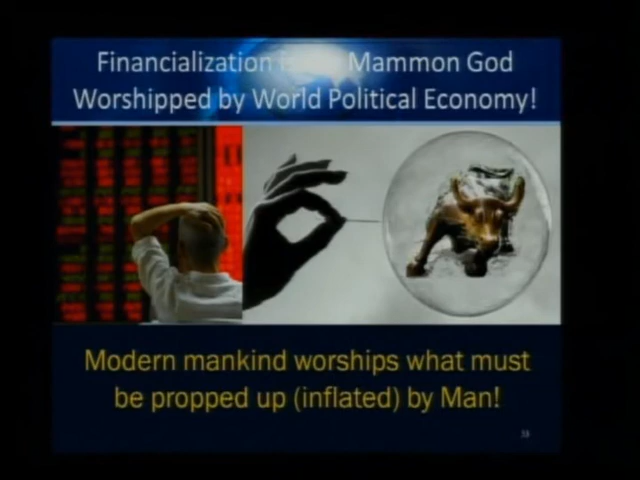 Financialization Mammon God
Worshipped by World Political Economy!
Modern mankind worships what must
be propped up (inflated) by Man!